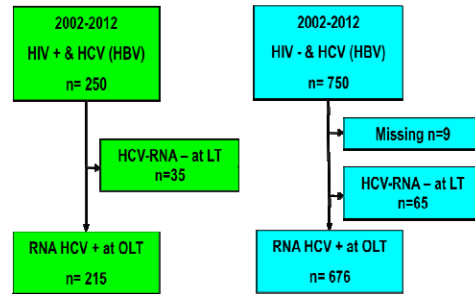 2002-2012
HIV + & HCV (HBV)
n= 250
HCV-RNA – at LT
n=35
RNA HCV + at OLT
n= 215
2002-2012
HIV - & HCV (HBV)
n= 750
Missing n=9
HCV-RNA – at LT
n=65
RNA HCV + at OLT
n= 676